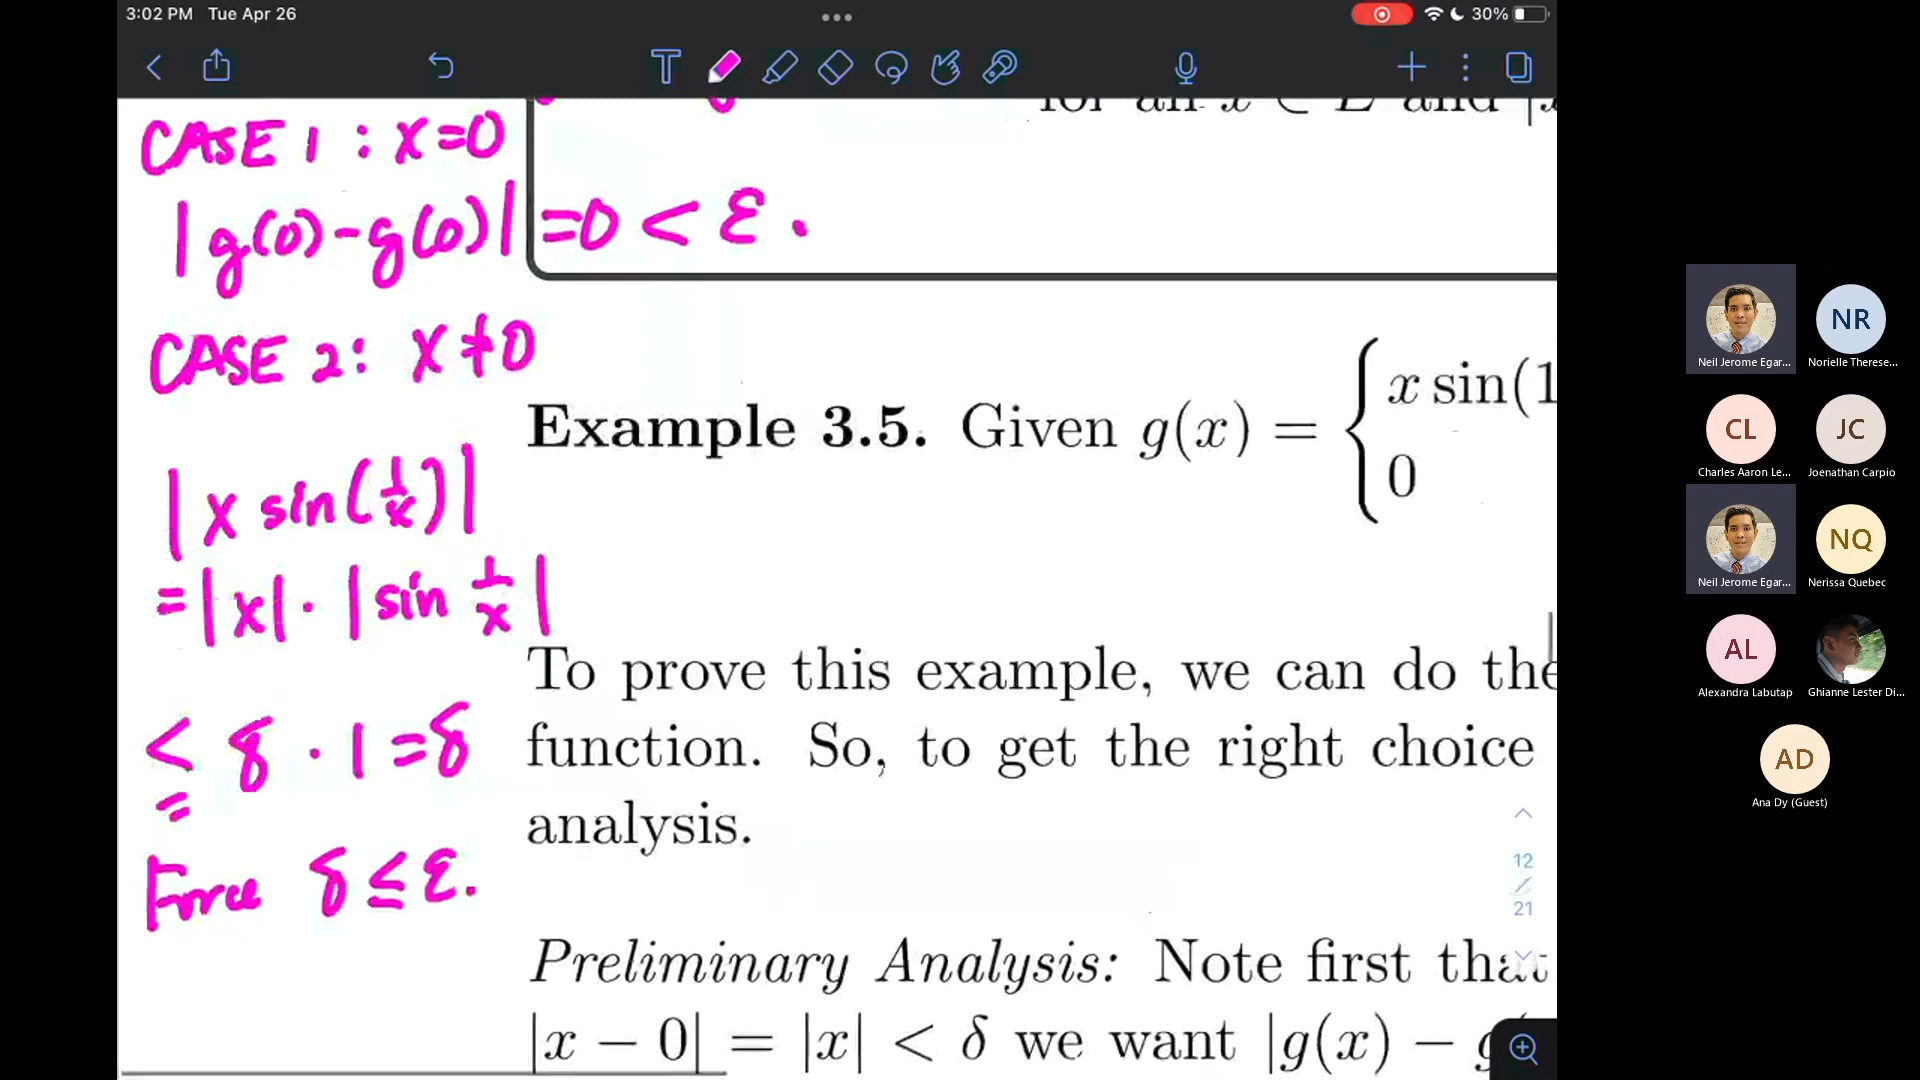 3:02 PM Tue Apr 26
30%
T
CASE 1 : x=0
|g(0)-g(0)| =0 < ε .
CASE 2: x≠0
|x sin(1/x)|
=|x| · |sin 1/x|
≤ δ · 1 = δ
=
Force δ ≤ ε.
for all x ∈ E and |x
Example 3.5. Given g(x) = { x sin(1
0
To prove this example, we can do the
function. So, to get the right choice
analysis.
Preliminary Analysis: Note first that
|x − 0| = |x| < δ we want |g(x) − g
12
21
Neil Jerome Egar...
NR
Norielle Therese...
CL
Charles Aaron Le...
JC
Joenathan Carpio
Neil Jerome Egar...
NQ
Nerissa Quebec
AL
Alexandra Labutap
Ghianne Lester Di...
AD
Ana Dy (Guest)